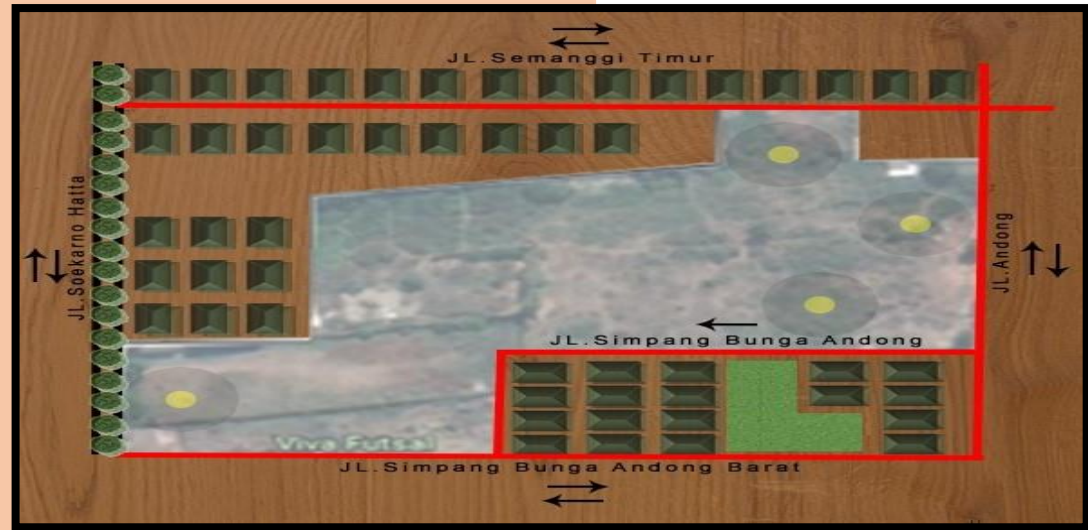 JL.Semanggi Timur
JL.Soekarno Hatta
JL.Andong
JL.Simpang Bunga Andong
Viva Futsal
JL.Simpang Bunga Andong Barat